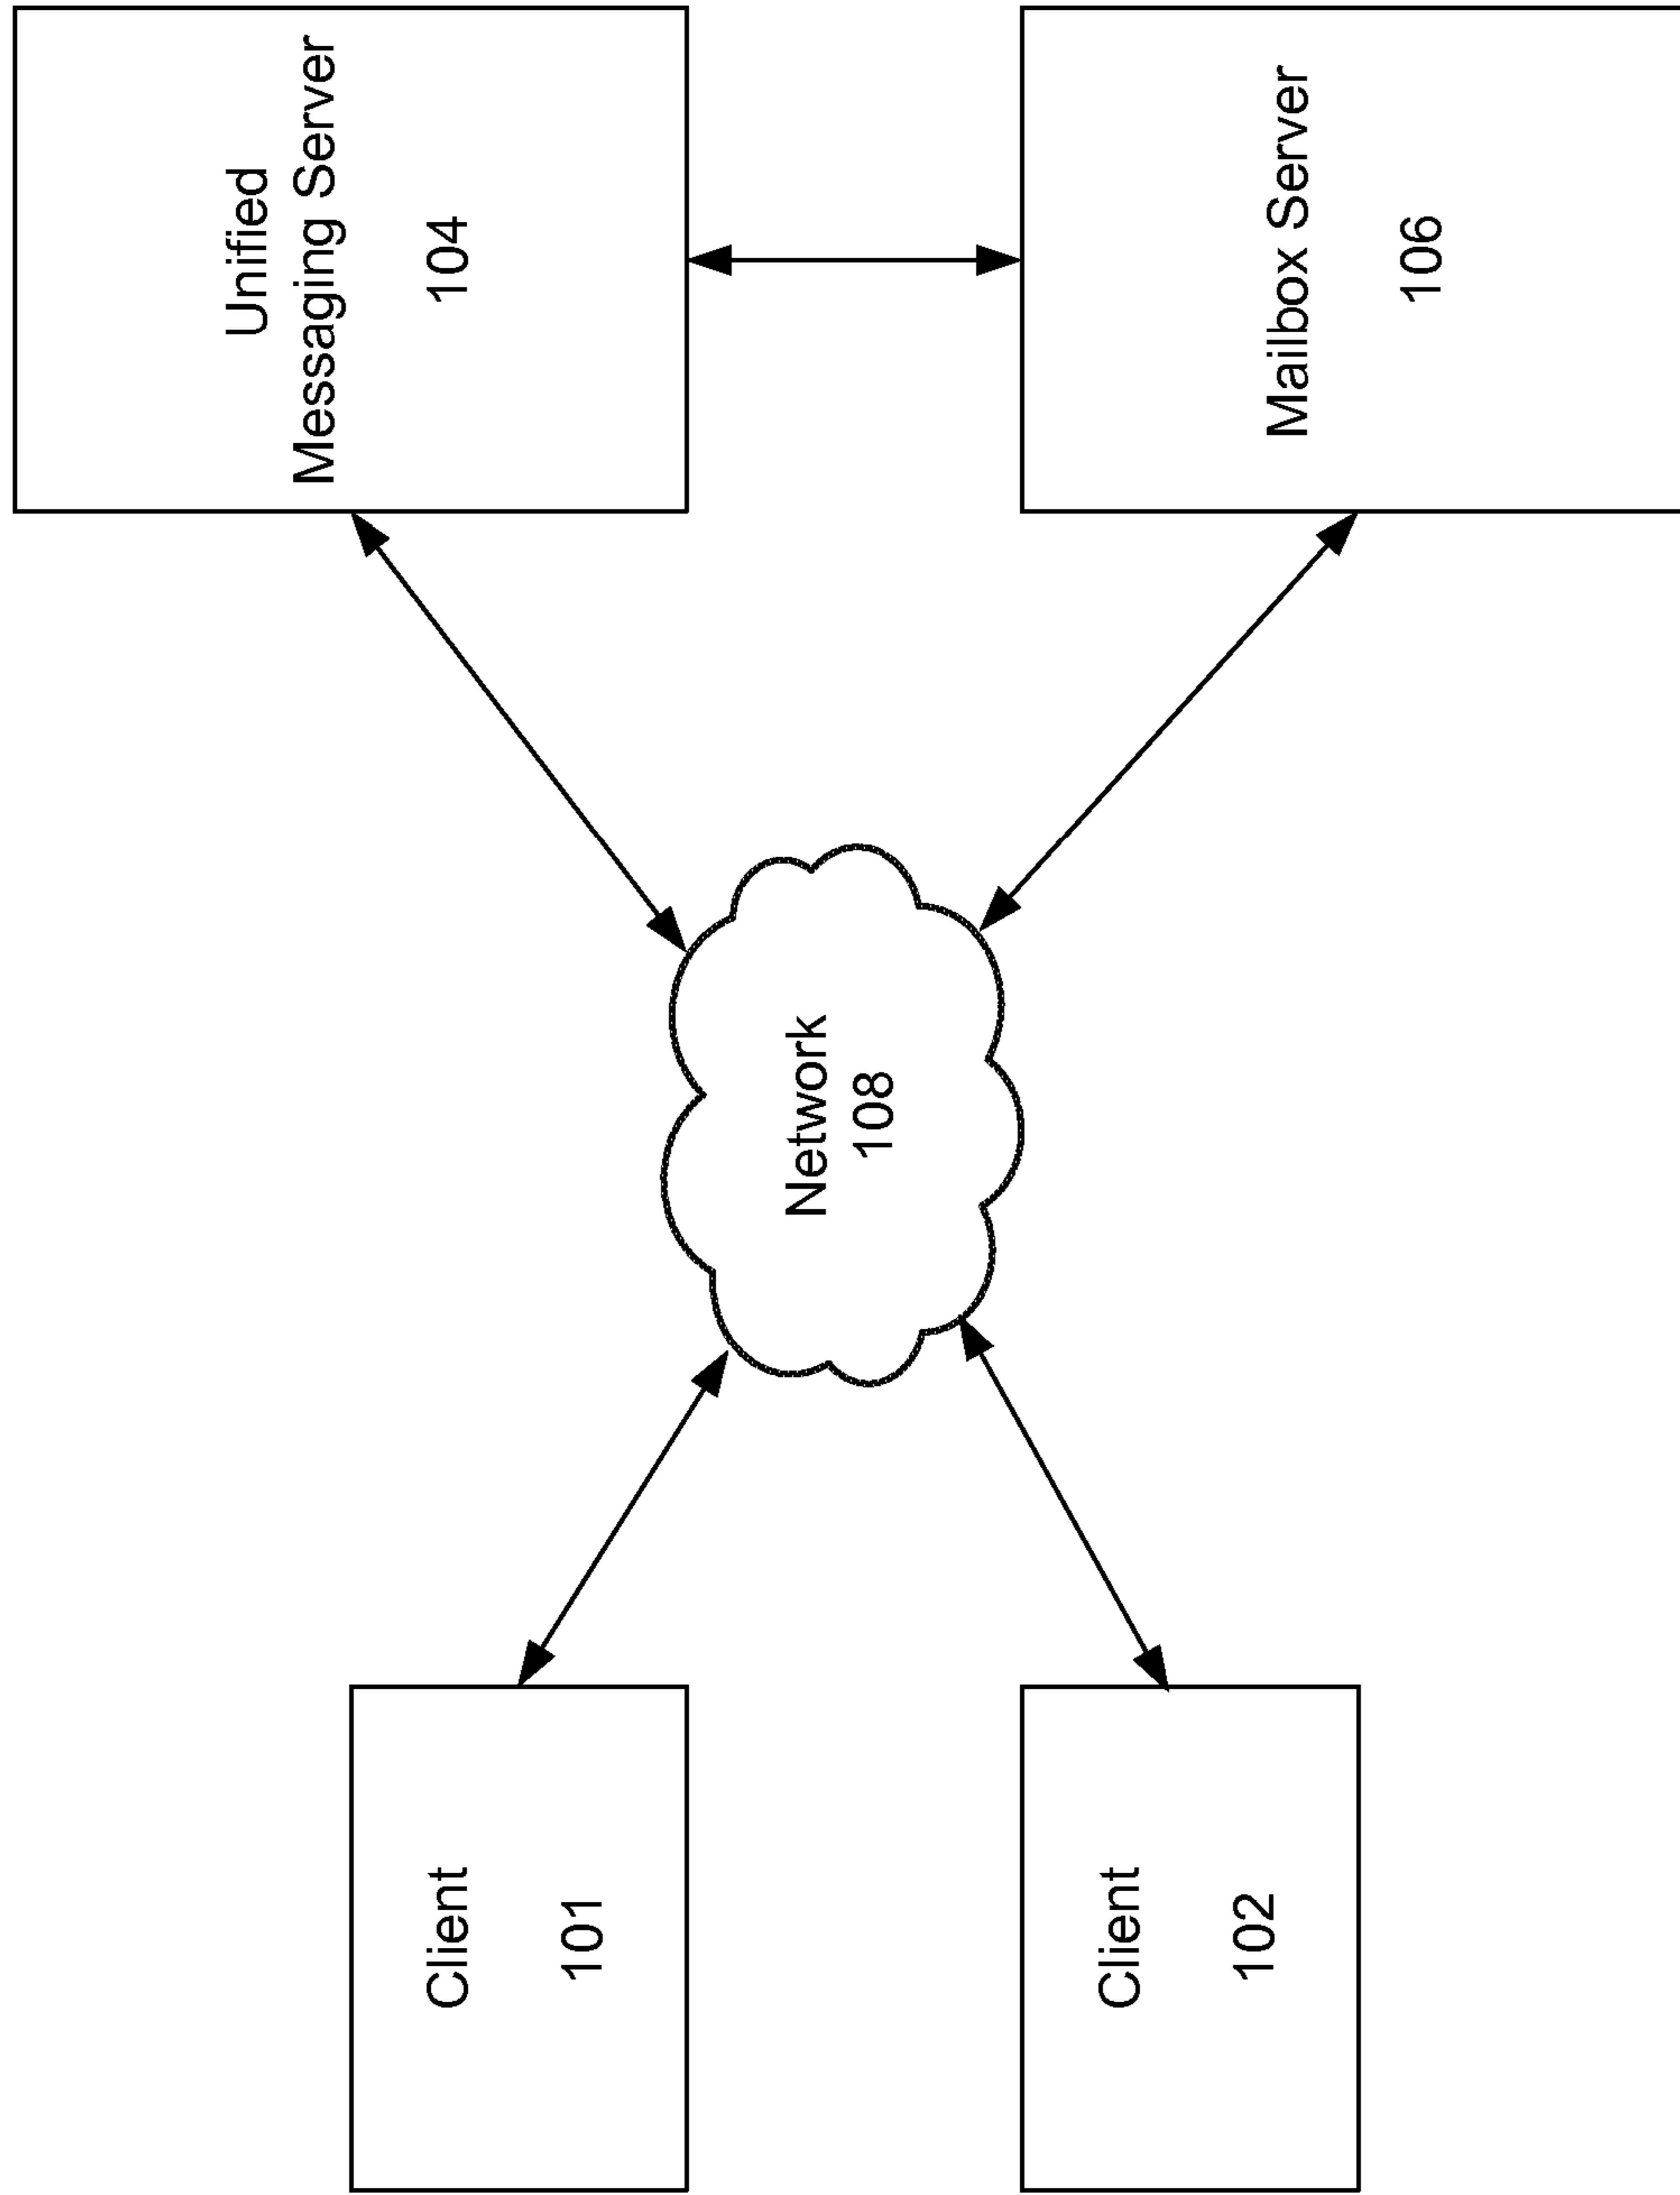 Client
101
Client
102
Network
108
Unified
Messaging Server
104
Mailbox Server
106